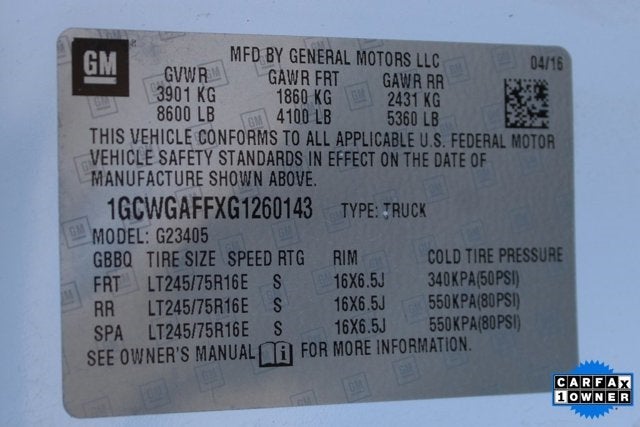 GM
MFD BY GENERAL MOTORS LLC
04/16
GVWR GAWR FRT GAWR RR
3901 KG 1860 KG 2431 KG
8600 LB 4100 LB 5360 LB
THIS VEHICLE CONFORMS TO ALL APPLICABLE U.S. FEDERAL MOTOR
VEHICLE SAFETY STANDARDS IN EFFECT ON THE DATE OF
MANUFACTURE SHOWN ABOVE.
1GCWGAFFXG1260143 TYPE: TRUCK
MODEL: G23405
GBBQ TIRE SIZE SPEED RTG RIM COLD TIRE PRESSURE
FRT LT245/75R16E S 16X6.5J 340KPA(50PSI)
RR LT245/75R16E S 16X6.5J 550KPA(80PSI)
SPA LT245/75R16E S 16X6.5J 550KPA(80PSI)
SEE OWNER'S MANUAL i FOR MORE INFORMATION.
CARFAX
1 OWNER